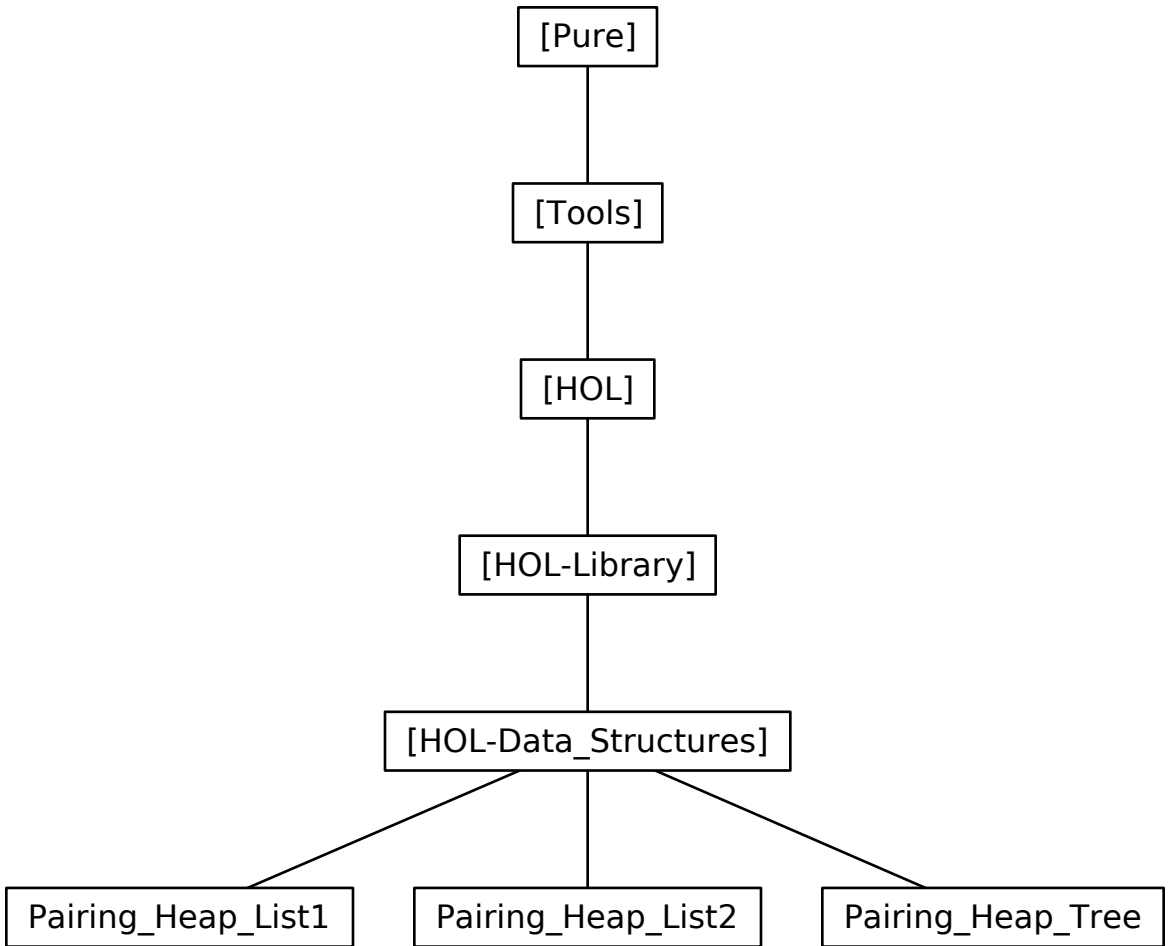 [Pure]
[Tools]
[HOL]
[HOL-Library]
[HOL-Data_Structures]
Pairing_Heap_List1
Pairing_Heap_List2
Pairing_Heap_Tree